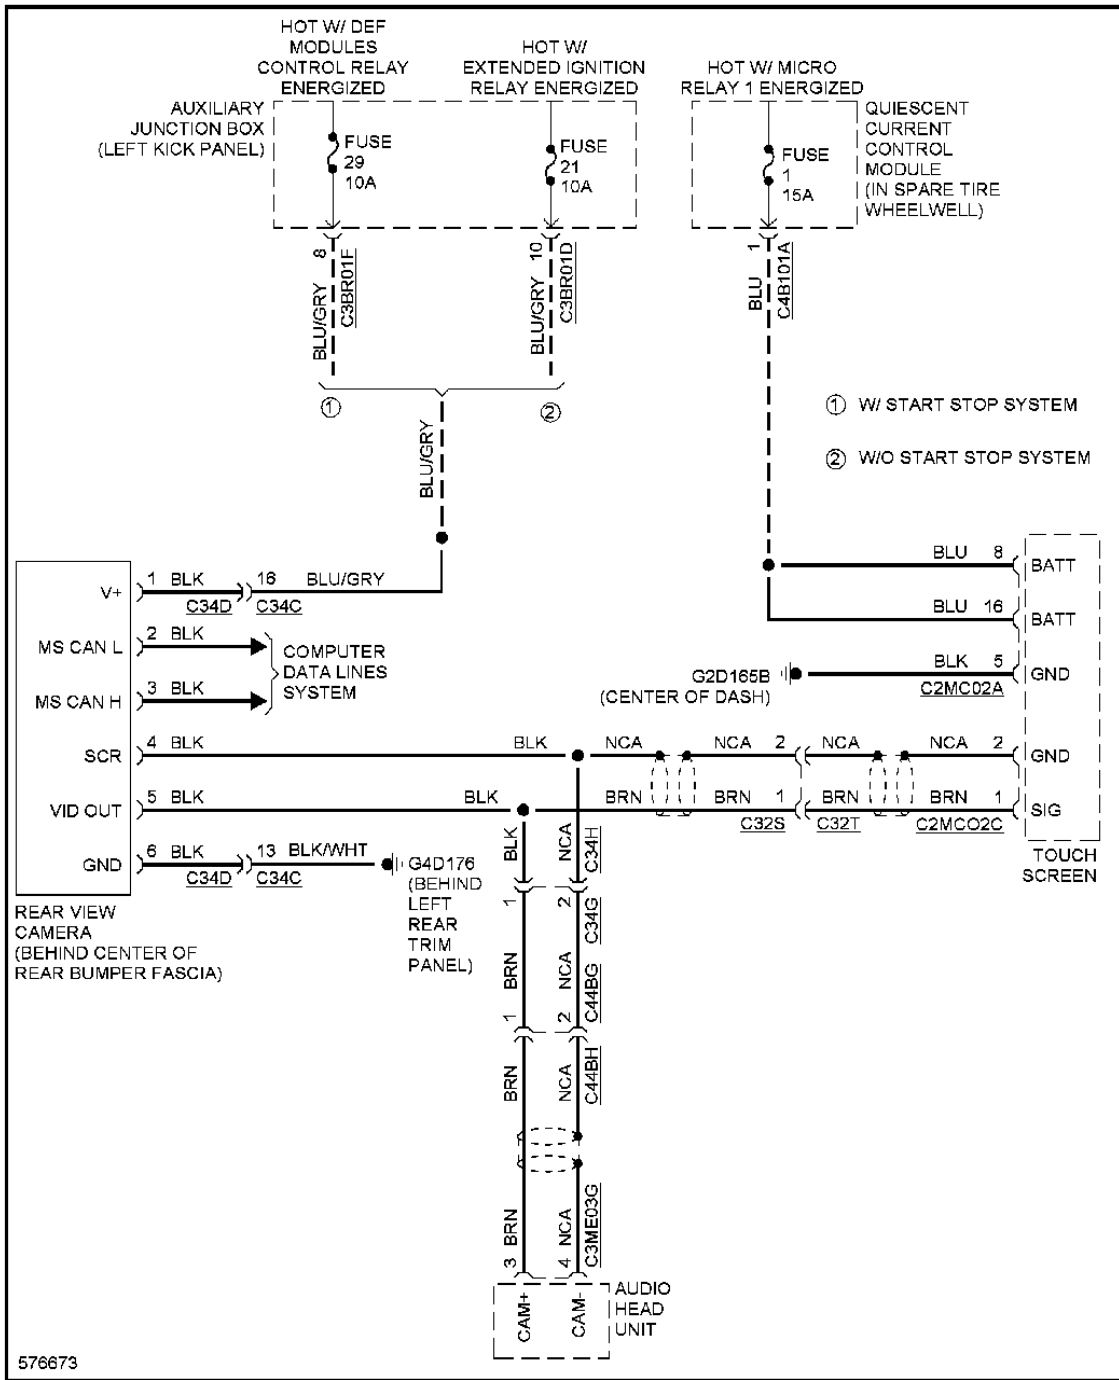 HOT W/ DEF
MODULES
CONTROL RELAY
ENERGIZED
HOT W/
EXTENDED IGNITION
RELAY ENERGIZED
HOT W/ MICRO
RELAY 1 ENERGIZED
AUXILIARY
JUNCTION BOX
(LEFT KICK PANEL)
FUSE
29
10A
FUSE
21
10A
FUSE
1
15A
QUIESCENT
CURRENT
CONTROL
MODULE
(IN SPARE TIRE
WHEELWELL)
8
C3BR01F
BLU/GRY
10
C3BR01D
BLU/GRY
1
C4B101A
BLU
1
2
1 W/ START STOP SYSTEM
2 W/O START STOP SYSTEM
BLU/GRY
V+
1 BLK
C34D
16
C34C
BLU/GRY
MS CAN L
2 BLK
MS CAN H
3 BLK
COMPUTER
DATA LINES
SYSTEM
BLU 8
BATT
BLU 16
BATT
G2D165B
(CENTER OF DASH)
BLK 5
C2MC02A
GND
SCR
4 BLK
BLK
NCA
NCA 2
NCA
NCA 2
GND
VID OUT
5 BLK
BLK
BRN
BRN 1
BRN
BRN 1
SIG
C32S
C32T
C2MCO2C
TOUCH
SCREEN
GND
6 BLK
C34D
13
C34C
BLK/WHT
G4D176
(BEHIND
LEFT
REAR
TRIM
PANEL)
REAR VIEW
CAMERA
(BEHIND CENTER OF
REAR BUMPER FASCIA)
BLK
NCA
C34H
1
2
C34G
BRN
NCA
C44BG
1
2
BRN
NCA
C44BH
BRN
NCA
C3ME03G
3
4
CAM+
CAM-
AUDIO
HEAD
UNIT
576673